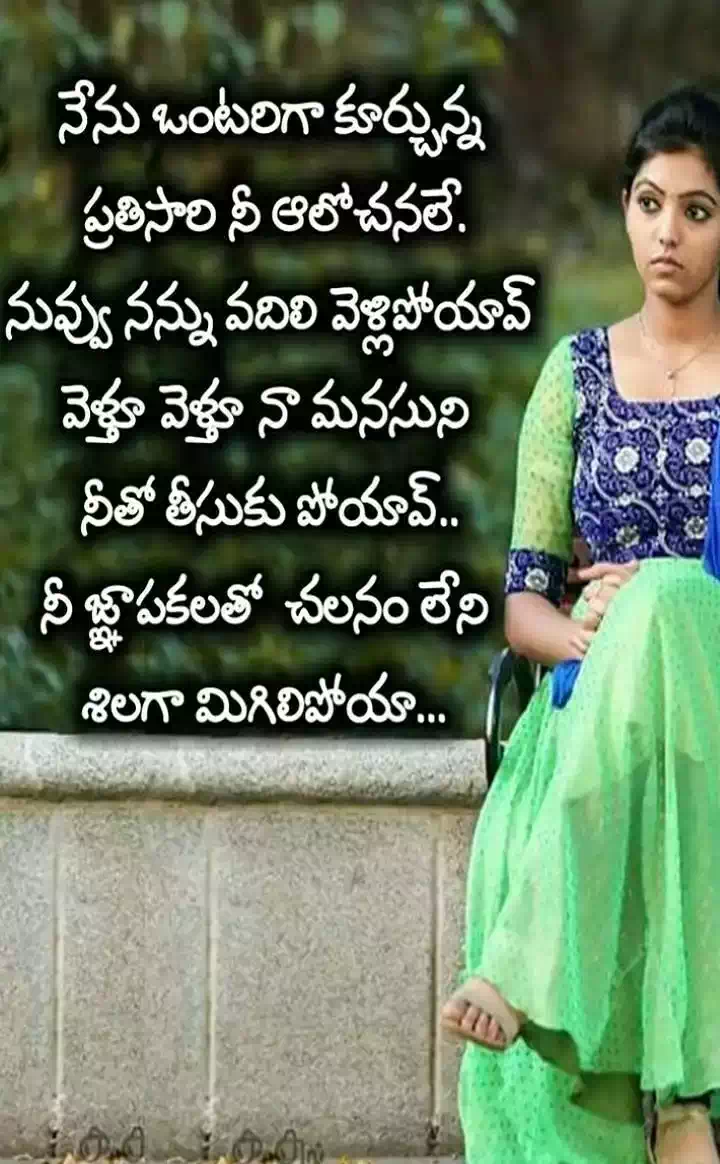 నేను ఒంటరిగా కూర్చున్న
ప్రతిసారి నీ ఆలోచనలే.
నువ్వు నన్ను వదిలి వెళ్లిపోయావ్
వెళ్తూ వెళ్తూ నా మనసుని
నీతో తీసుకు పోయావ్..
నీ జ్ఞాపకలతో చలనం లేని
శిలగా మిగిలిపోయా...